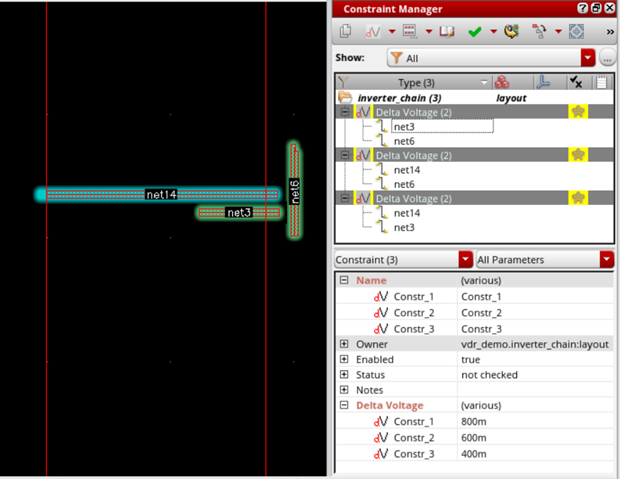 net14
net3
net6
Constraint Manager
Show: All ...
Type (3)
inverter_chain (3) layout
Delta Voltage (2)
net3
net6
Delta Voltage (2)
net14
net6
Delta Voltage (2)
net14
net3
Constraint (3) All Parameters
Name (various)
Constr_1 Constr_1
Constr_2 Constr_2
Constr_3 Constr_3
Owner vdr_demo.inverter_chain:layout
Enabled true
Status not checked
Notes
Delta Voltage (various)
Constr_1 800m
Constr_2 600m
Constr_3 400m